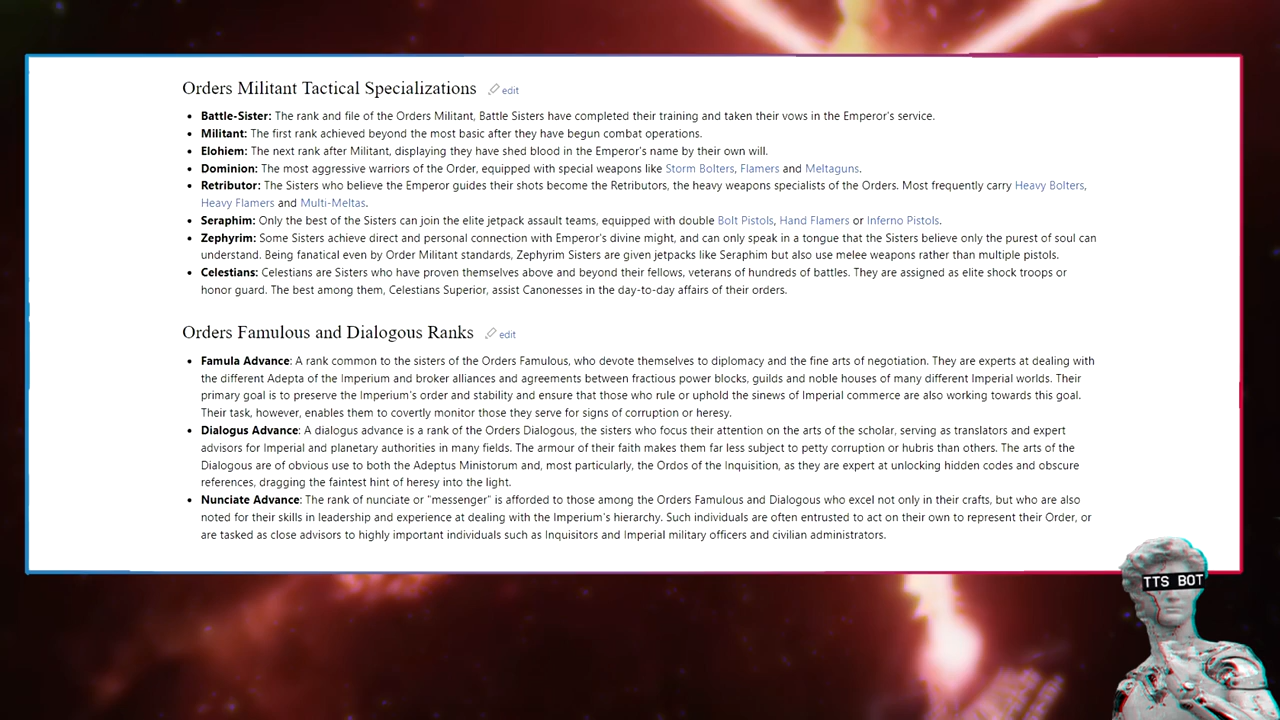 Orders Militant Tactical Specializations edit
Battle-Sister: The rank and file of the Orders Militant, Battle Sisters have completed their training and taken their vows in the Emperor's service.
Militant: The first rank achieved beyond the most basic after they have begun combat operations.
Elohiem: The next rank after Militant, displaying they have shed blood in the Emperor's name by their own will.
Dominion: The most aggressive warriors of the Order, equipped with special weapons like Storm Bolters, Flamers and Meltaguns.
Retributor: The Sisters who believe the Emperor guides their shots become the Retributors, the heavy weapons specialists of the Orders. Most frequently carry Heavy Bolters,
Heavy Flamers and Multi-Meltas.
Seraphim: Only the best of the Sisters can join the elite jetpack assault teams, equipped with double Bolt Pistols, Hand Flamers or Inferno Pistols.
Zephyrim: Some Sisters achieve direct and personal connection with Emperor's divine might, and can only speak in a tongue that the Sisters believe only the purest of soul can
understand. Being fanatical even by Order Militant standards, Zephyrim Sisters are given jetpacks like Seraphim but also use melee weapons rather than multiple pistols.
Celestians: Celestians are Sisters who have proven themselves above and beyond their fellows, veterans of hundreds of battles. They are assigned as elite shock troops or
honor guard. The best among them, Celestians Superior, assist Canonesses in the day-to-day affairs of their orders.
Orders Famulous and Dialogous Ranks edit
Famula Advance: A rank common to the sisters of the Orders Famulous, who devote themselves to diplomacy and the fine arts of negotiation. They are experts at dealing with
the different Adepta of the Imperium and broker alliances and agreements between fractious power blocks, guilds and noble houses of many different Imperial worlds. Their
primary goal is to preserve the Imperium's order and stability and ensure that those who rule or uphold the sinews of Imperial commerce are also working towards this goal.
Their task, however, enables them to covertly monitor those they serve for signs of corruption or heresy.
Dialogus Advance: A dialogus advance is a rank of the Orders Dialogous, the sisters who focus their attention on the arts of the scholar, serving as translators and expert
advisors for Imperial and planetary authorities in many fields. The armour of their faith makes them far less subject to petty corruption or hubris than others. The arts of the
Dialogous are of obvious use to both the Adeptus Ministorum and, most particularly, the Ordos of the Inquisition, as they are expert at unlocking hidden codes and obscure
references, dragging the faintest hint of heresy into the light.
Nunciate Advance: The rank of nunciate or "messenger" is afforded to those among the Orders Famulous and Dialogous who excel not only in their crafts, but who are also
noted for their skills in leadership and experience at dealing with the Imperium's hierarchy. Such individuals are often entrusted to act on their own to represent their Order, or
are tasked as close advisors to highly important individuals such as Inquisitors and Imperial military officers and civilian administrators.
TTS BOT